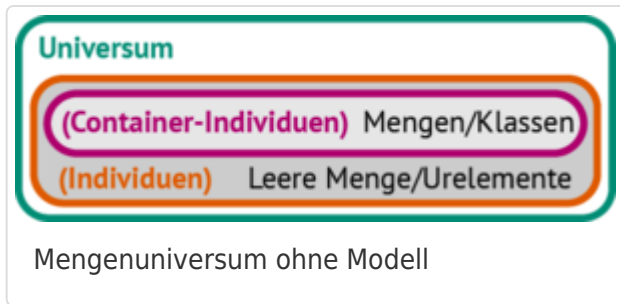 Universum
(Container-Individuen) Mengen/Klassen
(Individuen) Leere Menge/Urelemente
Mengenuniversum ohne Modell